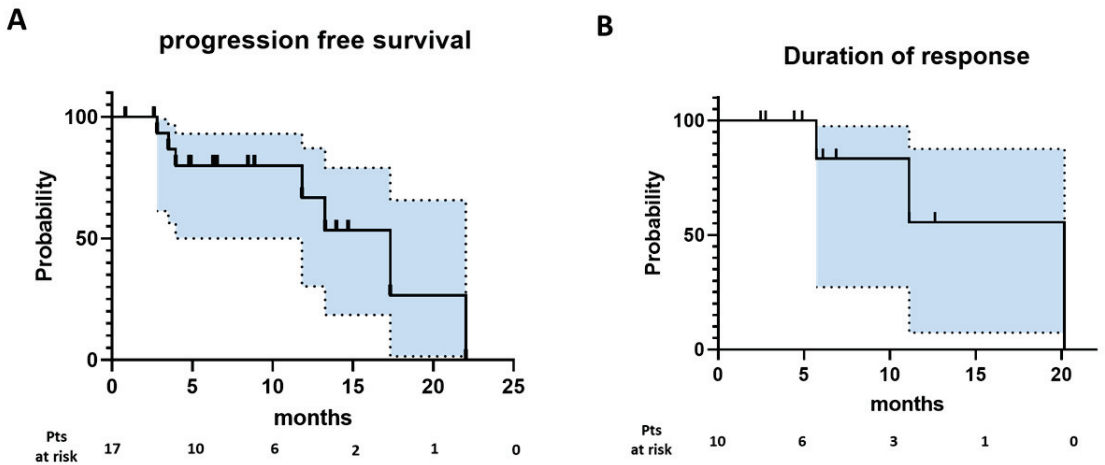 A
progression free survival
100
50
0
Probability
0 5 10 15 20 25
months
Pts
at risk
17 10 6 2 1 0
B
Duration of response
100
50
0
Probability
0 5 10 15 20
months
Pts
at risk
10 6 3 1 0